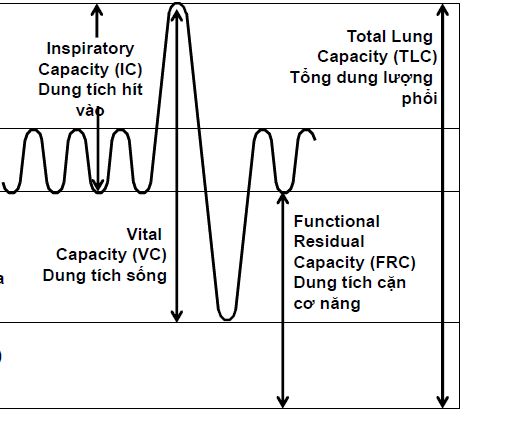 Inspiratory
Capacity (IC)
Dung tích hít
vào
Total Lung
Capacity (TLC)
Tổng dung lượng
phổi
Vital
Capacity (VC)
Dung tích sống
Functional
Residual
Capacity (FRC)
Dung tích cặn
cơ năng
a
)